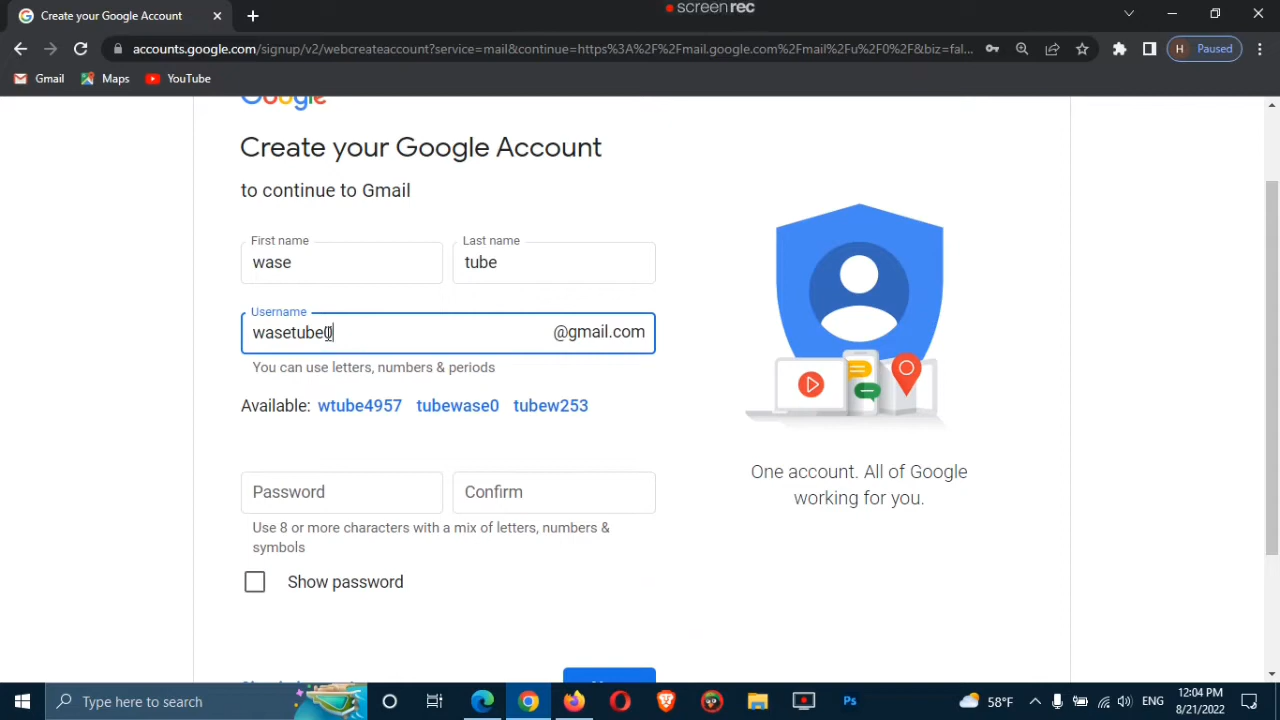 screenrec
Create your Google Account
accounts.google.com/signup/v2/webcreateaccount?service=mail&continue=https%3A%2F%2Fmail.google.com%2Fmail%2Fu%2F0%2F&biz=fal...
H Paused
Gmail Maps YouTube
Google
Create your Google Account
to continue to Gmail
First name
wase
Last name
tube
Username
wasetube0
@gmail.com
You can use letters, numbers & periods
Available: wtube4957 tubewase0 tubew253
Password
Confirm
Use 8 or more characters with a mix of letters, numbers &
symbols
Show password
One account. All of Google
working for you.
Type here to search
Ps
58°F
ENG
12:04 PM
8/21/2022